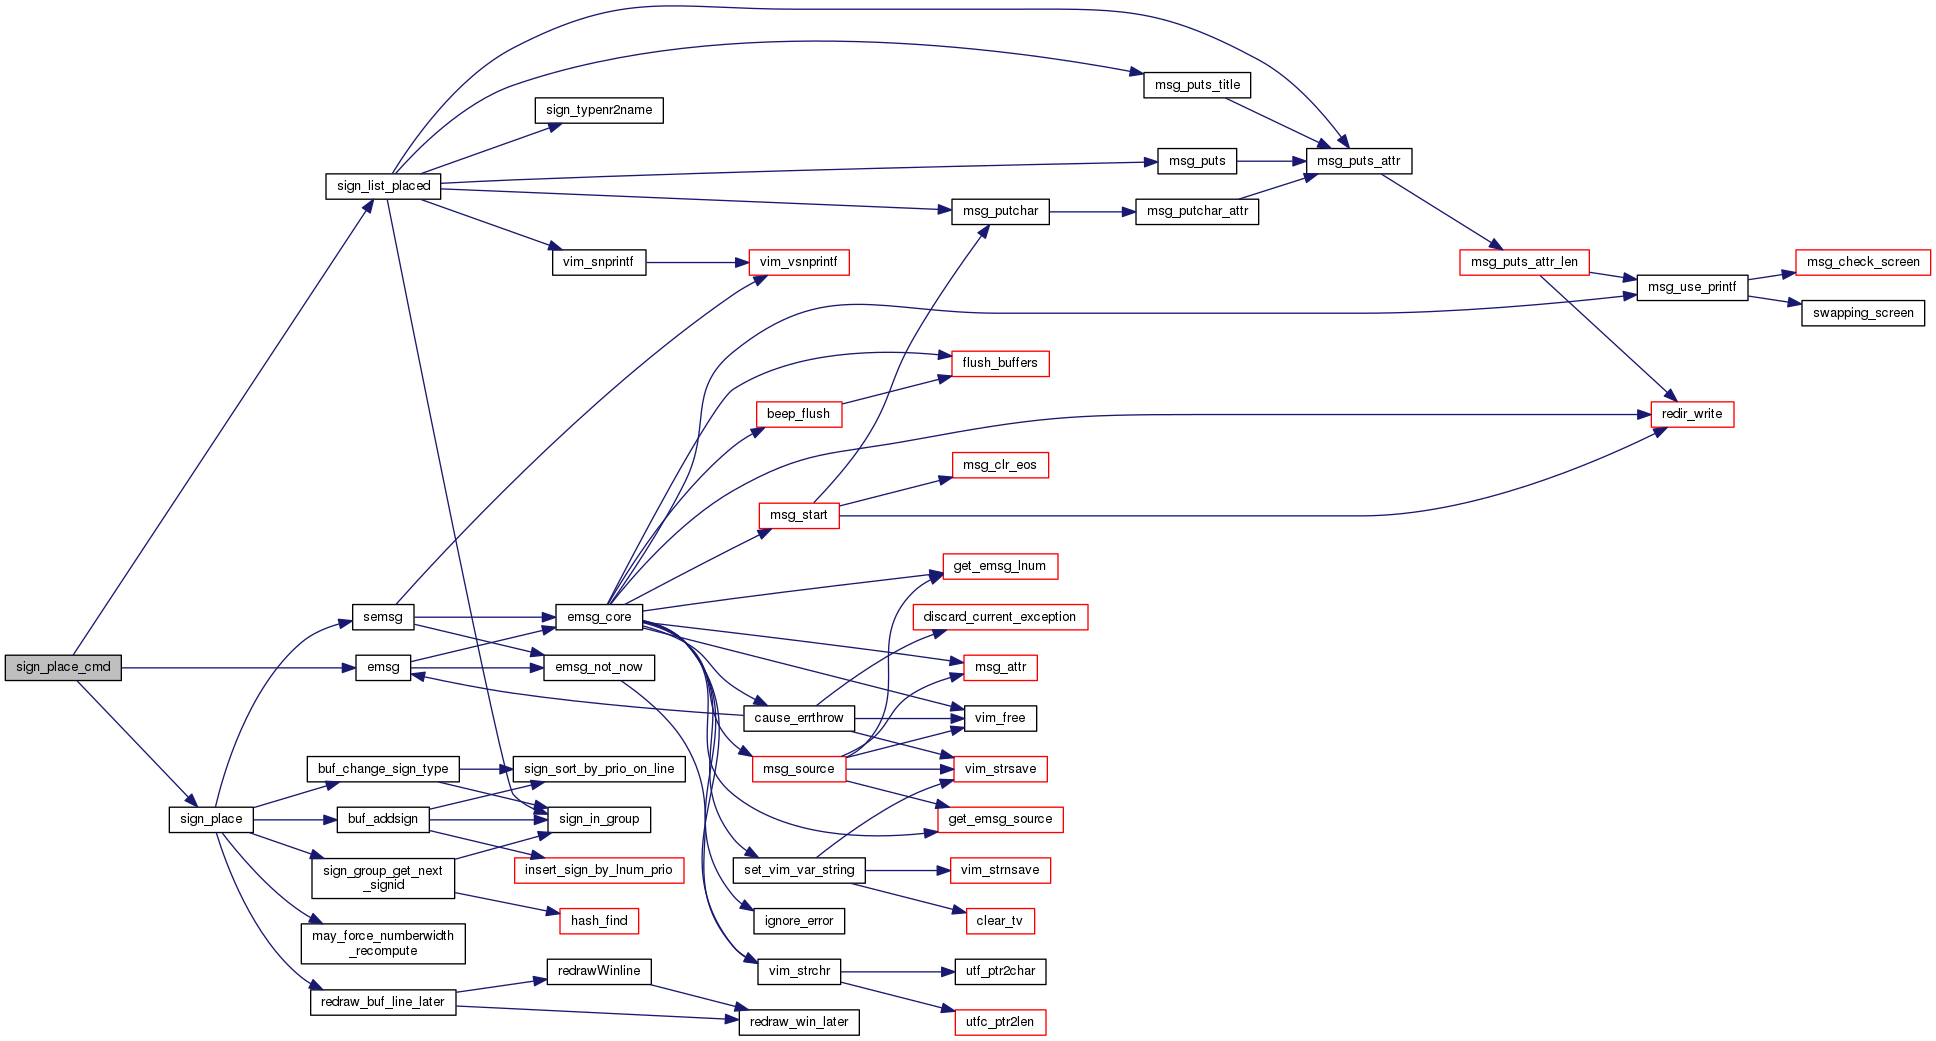 msg_puts_title
sign_typenr2name
msg_puts
msg_puts_attr
sign_list_placed
msg_putchar
msg_putchar_attr
vim_snprintf
vim_vsnprintf
msg_puts_attr_len
msg_check_screen
msg_use_printf
swapping_screen
flush_buffers
beep_flush
redir_write
msg_clr_eos
msg_start
get_emsg_lnum
semsg
emsg_core
discard_current_exception
sign_place_cmd
emsg
emsg_not_now
msg_attr
cause_errthrow
vim_free
buf_change_sign_type
sign_sort_by_prio_on_line
msg_source
vim_strsave
sign_place
buf_addsign
sign_in_group
get_emsg_source
sign_group_get_next
_signid
insert_sign_by_lnum_prio
set_vim_var_string
vim_strnsave
hash_find
ignore_error
clear_tv
may_force_numberwidth
_recompute
redrawWinline
vim_strchr
utf_ptr2char
redraw_buf_line_later
redraw_win_later
utfc_ptr2len